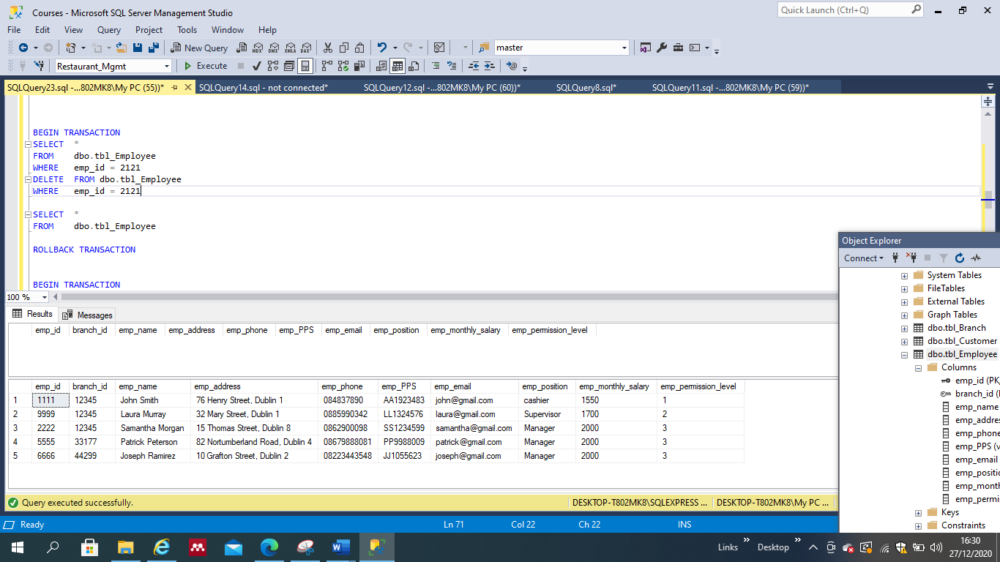 Courses - Microsoft SQL Server Management Studio
Quick Launch (Ctrl+Q)
File Edit View Query Project Tools Window Help
New Query MDX DMX XMLA DAX master
Restaurant_Mgmt Execute
SQLQuery23.sql -...802MK8\My PC (55))* SQLQuery14.sql - not connected* SQLQuery12.sql -...802MK8\My PC (60))* SQLQuery8.sql* SQLQuery11.sql -...802MK8\My PC (59))*
BEGIN TRANSACTION
SELECT *
FROM dbo.tbl_Employee
WHERE emp_id = 2121
DELETE FROM dbo.tbl_Employee
WHERE emp_id = 2121
SELECT *
FROM dbo.tbl_Employee
ROLLBACK TRANSACTION
BEGIN TRANSACTION
100 %
Results Messages
emp_id branch_id emp_name emp_address emp_phone emp_PPS emp_email emp_position emp_monthly_salary emp_permission_level
emp_id branch_id emp_name emp_address emp_phone emp_PPS emp_email emp_position emp_monthly_salary emp_permission_level
1 1111 12345 John Smith 76 Henry Street, Dublin 1 084837890 AA1923483 john@gmail.com cashier 1550 1
2 9999 12345 Laura Murray 32 Mary Street, Dublin 1 0885990342 LL1324576 laura@gmail.com Supervisor 1700 2
3 2222 12345 Samantha Morgan 15 Thomas Street, Dublin 8 0862900098 SS1234599 samantha@gmail.com Manager 2000 3
4 5555 33177 Patrick Peterson 82 Nortumberland Road, Dublin 4 08679888081 PP9988009 patrick@gmail.com Manager 2000 3
5 6666 44299 Joseph Ramirez 10 Grafton Street, Dublin 2 08223443548 JJ1055623 joseph@gmail.com Manager 2000 3
Query executed successfully. DESKTOP-T802MK8\SQLEXPRESS ... DESKTOP-T802MK8\My PC ...
Object Explorer
Connect
System Tables
FileTables
External Tables
Graph Tables
dbo.tbl_Branch
dbo.tbl_Customer
dbo.tbl_Employee
Columns
emp_id (PK,
branch_id (
emp_name
emp_addres
emp_phone
emp_PPS (v
emp_email
emp_positio
emp_month
emp_permis
Keys
Constraints
Ready Ln 71 Col 22 Ch 22 INS
Links Desktop 16:30
27/12/2020